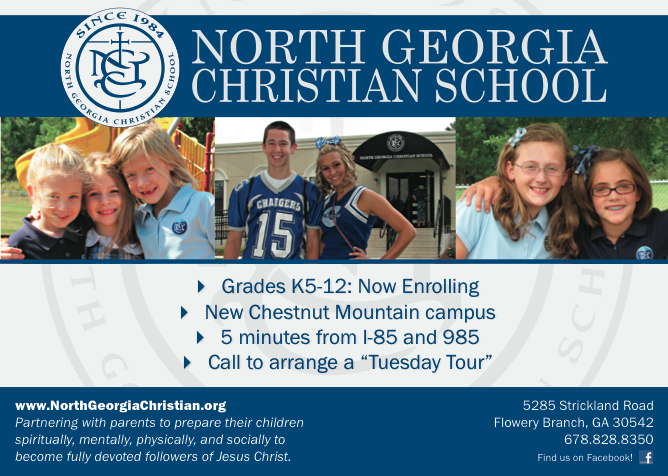 SINCE 1984
NORTH GEORGIA CHRISTIAN SCHOOL
NORTH GEORGIA
CHRISTIAN SCHOOL
CHARGERS
15
NORTH GEORGIA CHRISTIAN SCHOOL
Grades K5-12: Now Enrolling
New Chestnut Mountain campus
5 minutes from I-85 and 985
Call to arrange a “Tuesday Tour”
www.NorthGeorgiaChristian.org
Partnering with parents to prepare their children
spiritually, mentally, physically, and socially to
become fully devoted followers of Jesus Christ.
5285 Strickland Road
Flowery Branch, GA 30542
678.828.8350
Find us on Facebook! f